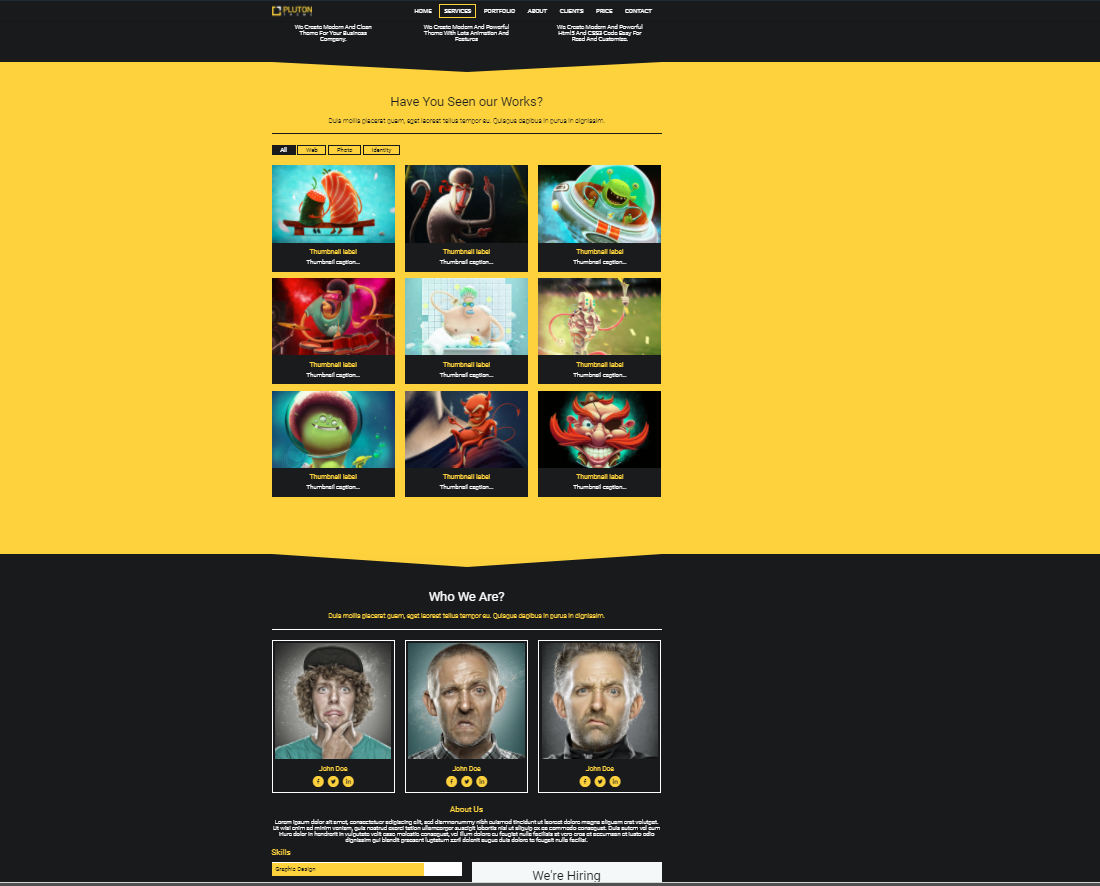 PLUTON
HOME SERVICES PORTFOLIO ABOUT CLIENTS PRICE CONTACT
We Create Modern And Clean
Theme For Your Business
Company.
We Create Modern And Powerful
Theme With Lots Animation And
Features
We Create Modern And Powerful
Html5 And CSS3 Code Easy For
Read And Customize.
Have You Seen our Works?
Duis mollis placerat quam, eget laoreet tellus tempor eu. Quisque dapibus in purus in dignissim.
All Web Photo Identity
Thumbnail label
Thumbnail caption...
Thumbnail label
Thumbnail caption...
Thumbnail label
Thumbnail caption...
Thumbnail label
Thumbnail caption...
Thumbnail label
Thumbnail caption...
Thumbnail label
Thumbnail caption...
Thumbnail label
Thumbnail caption...
Thumbnail label
Thumbnail caption...
Thumbnail label
Thumbnail caption...
Who We Are?
Duis mollis placerat quam, eget laoreet tellus tempor eu. Quisque dapibus in purus in dignissim.
John Doe
John Doe
John Doe
About Us
Lorem ipsum dolor sit amet, consectetuer adipiscing elit, sed diam nonummy nibh euismod tincidunt ut laoreet dolore magna aliquam erat volutpat.
Ut wisi enim ad minim veniam, quis nostrud exerci tation ullamcorper suscipit lobortis nisl ut aliquip ex ea commodo consequat. Duis autem vel eum
iriure dolor in hendrerit in vulputate velit esse molestie consequat, vel illum dolore eu feugiat nulla facilisis at vero eros et accumsan et iusto odio
dignissim qui blandit praesent luptatum zzril delenit augue duis dolore te feugait nulla facilisi.
Skills
Graphic Design
We're Hiring